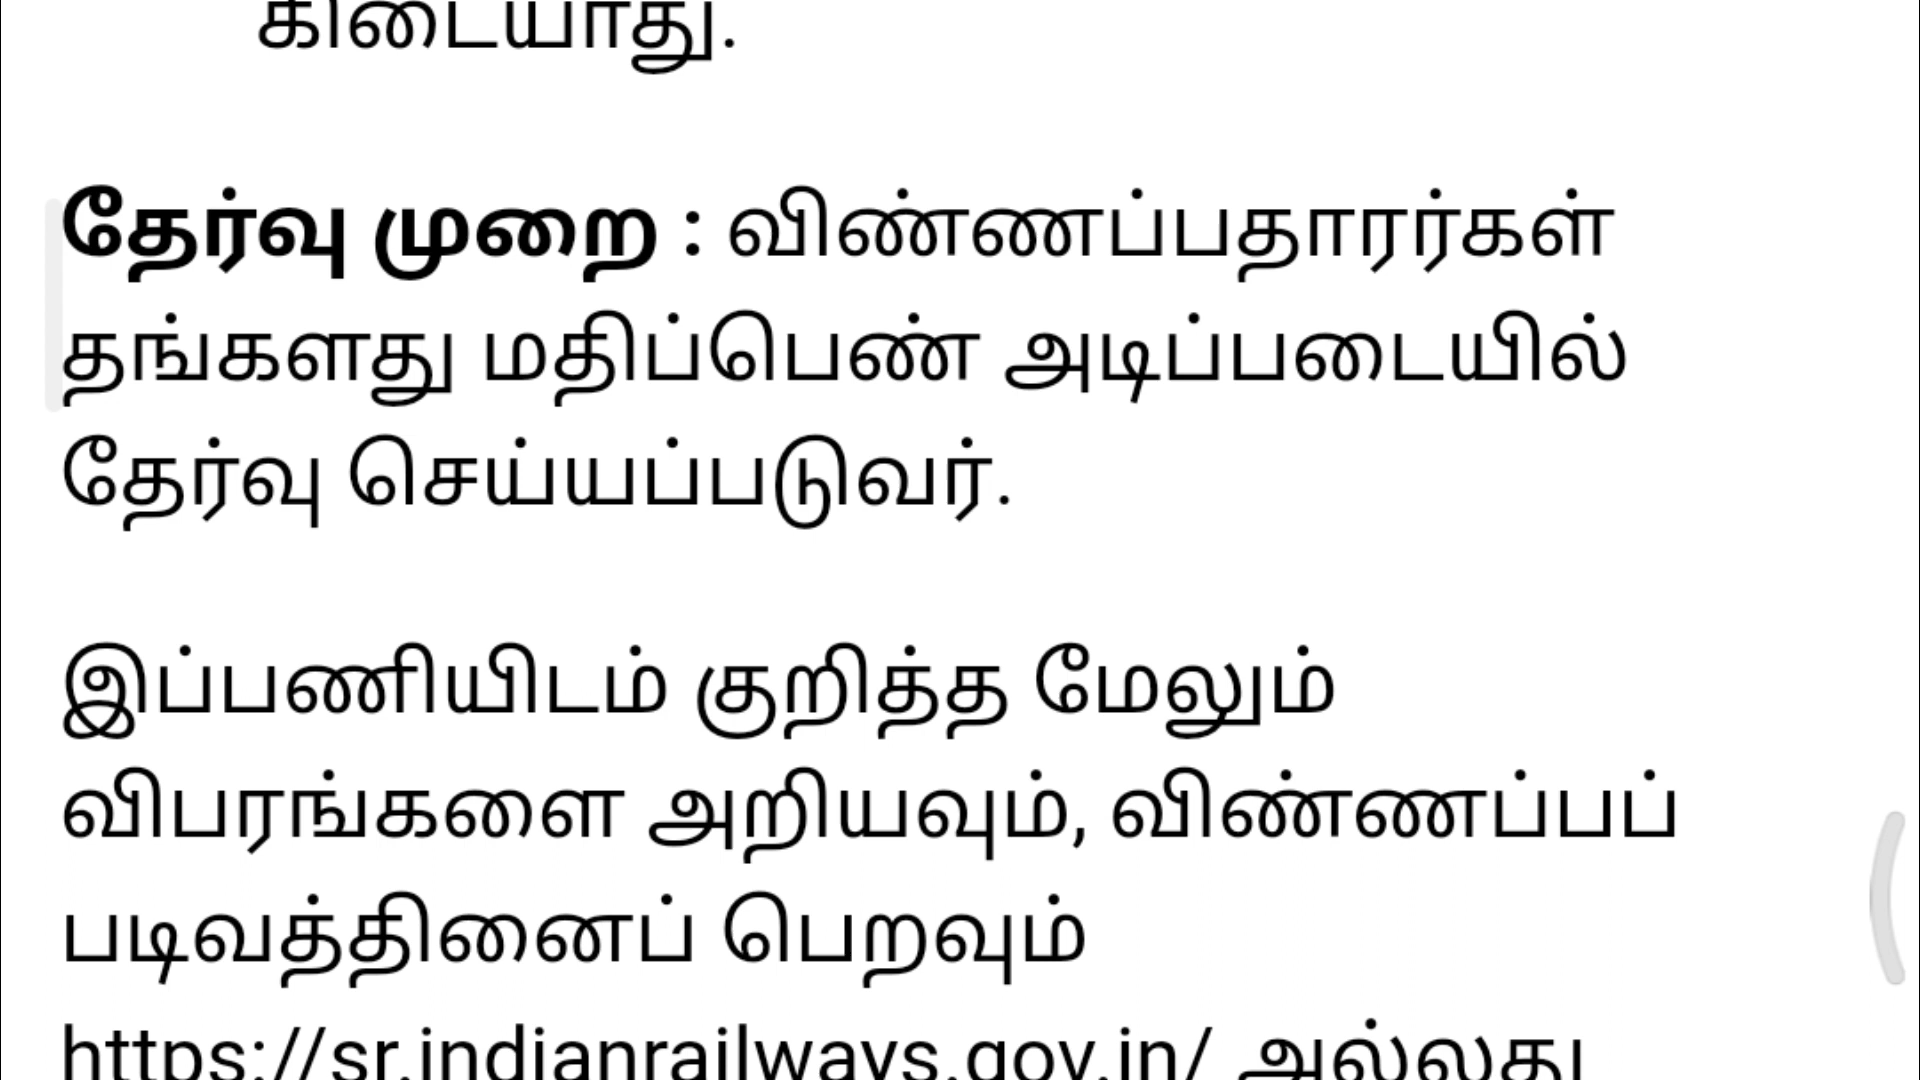 கிடையாது.
தேர்வு முறை : விண்ணப்பதாரர்கள்
தங்களது மதிப்பெண் அடிப்படையில்
தேர்வு செய்யப்படுவர்.
இப்பணியிடம் குறித்த மேலும்
விபரங்களை அறியவும், விண்ணப்பப்
படிவத்தினைப் பெறவும்
https://sr.indianrailways.gov.in/ அல்லது